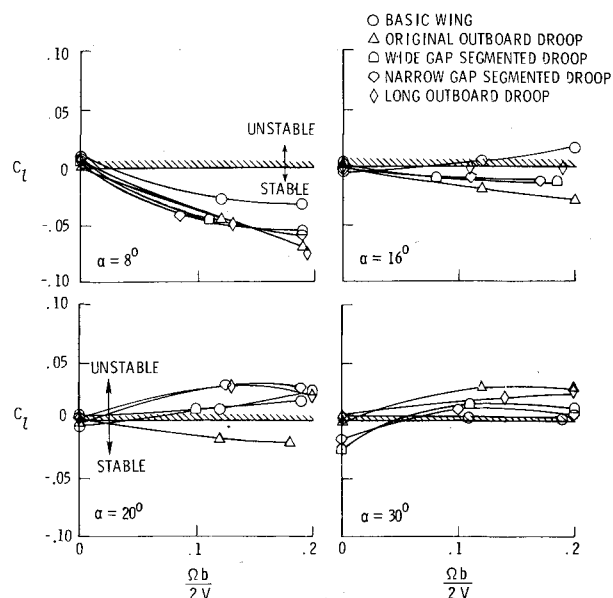 BASIC WING
ORIGINAL OUTBOARD DROOP
WIDE GAP SEGMENTED DROOP
NARROW GAP SEGMENTED DROOP
LONG OUTBOARD DROOP
.10
.05
C_l
0
-.05
-.10
UNSTABLE
STABLE
α = 8°
α = 16°
.10
.05
C_l
0
-.05
-.10
UNSTABLE
STABLE
α = 20°
α = 30°
0 .1 .2
0 .1 .2
Ωb
2V
Ωb
2V